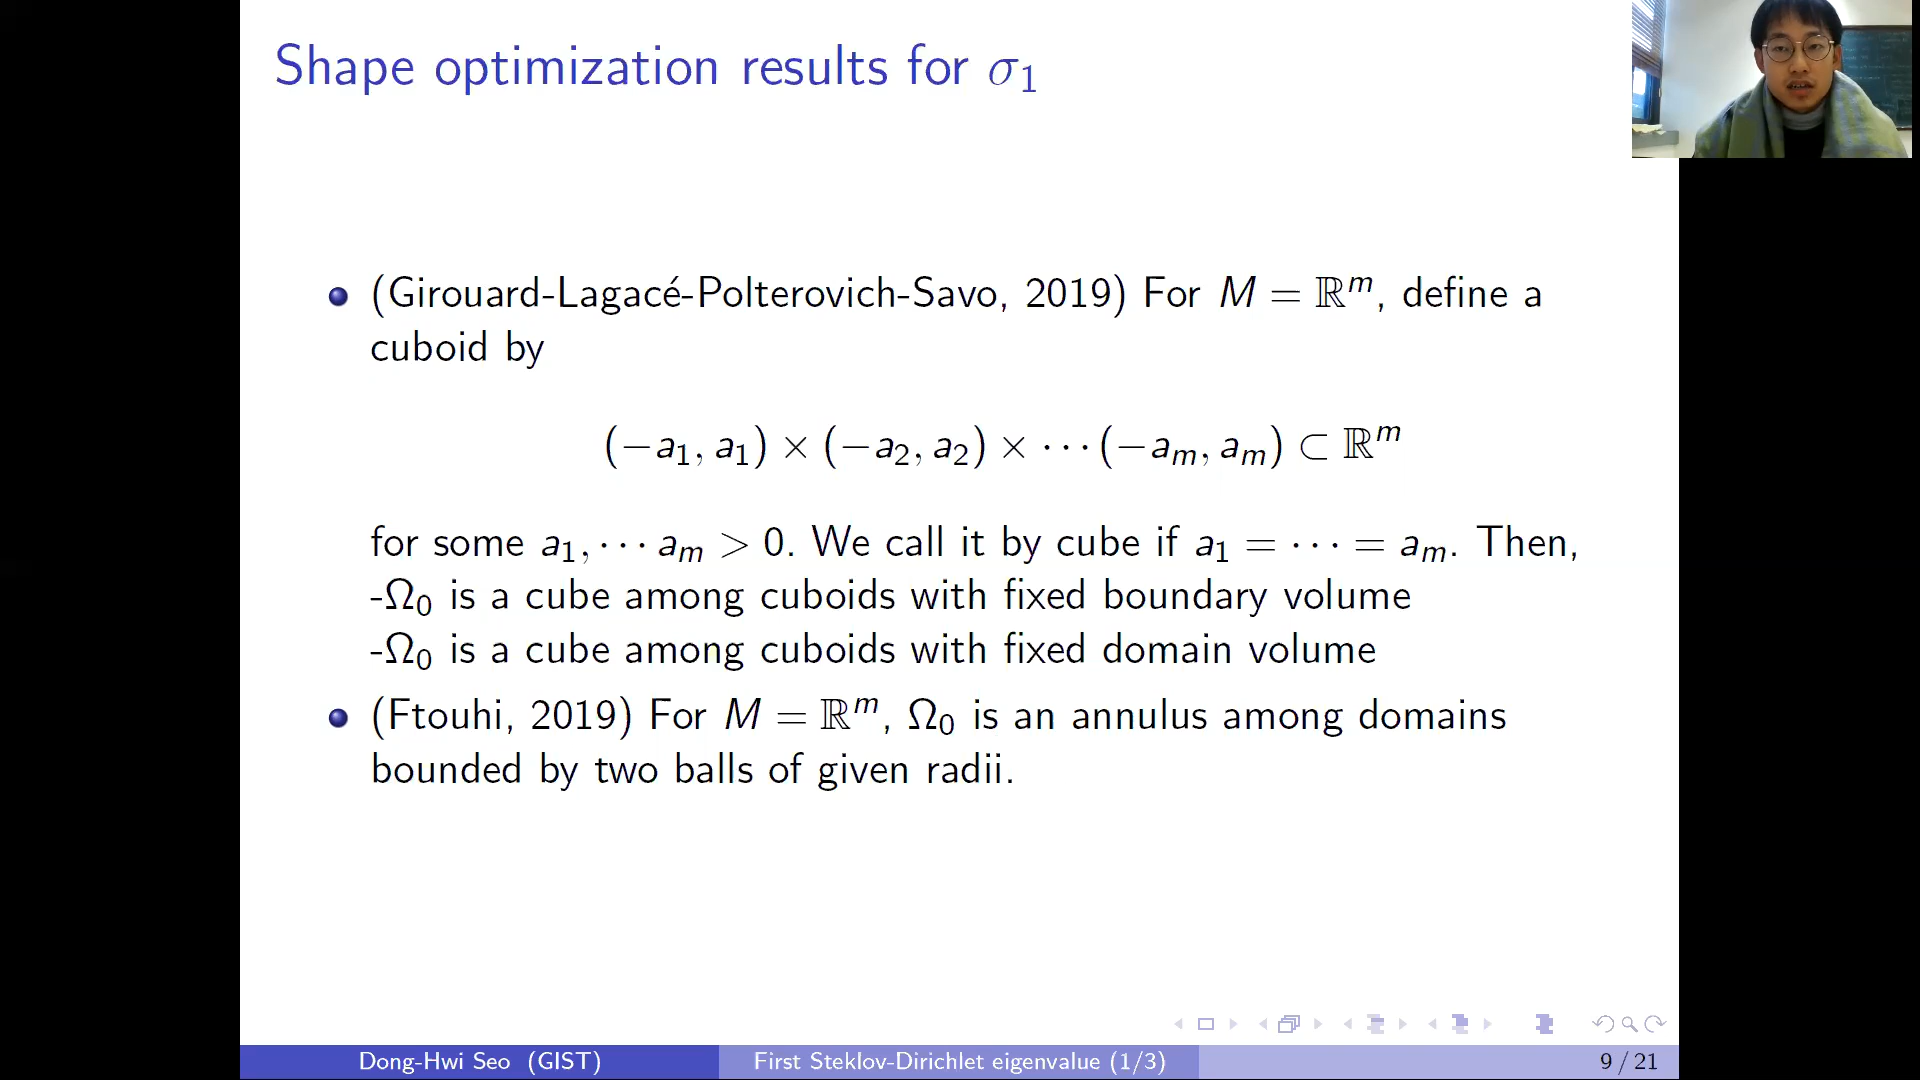 Shape optimization results for σ₁
(Girouard-Lagacé-Polterovich-Savo, 2019) For M = ℝᵐ, define a
cuboid by
(−a₁, a₁) × (−a₂, a₂) × ⋯(−aₘ, aₘ) ⊂ ℝᵐ
for some a₁, ⋯ aₘ > 0. We call it by cube if a₁ = ⋯ = aₘ. Then,
-Ω₀ is a cube among cuboids with fixed boundary volume
-Ω₀ is a cube among cuboids with fixed domain volume
(Ftouhi, 2019) For M = ℝᵐ, Ω₀ is an annulus among domains
bounded by two balls of given radii.
Dong-Hwi Seo (GIST) First Steklov-Dirichlet eigenvalue (1/3) 9 / 21